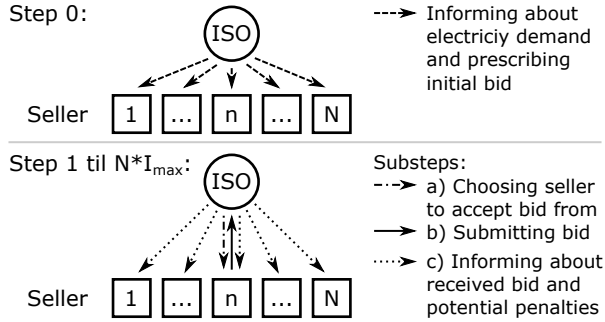 Step 0:
ISO
Informing about
electriciy demand
and prescribing
initial bid
Seller
1
...
n
...
N
Step 1 til N*I_max:
ISO
Substeps:
a) Choosing seller
to accept bid from
b) Submitting bid
c) Informing about
received bid and
potential penalties
Seller
1
...
n
...
N